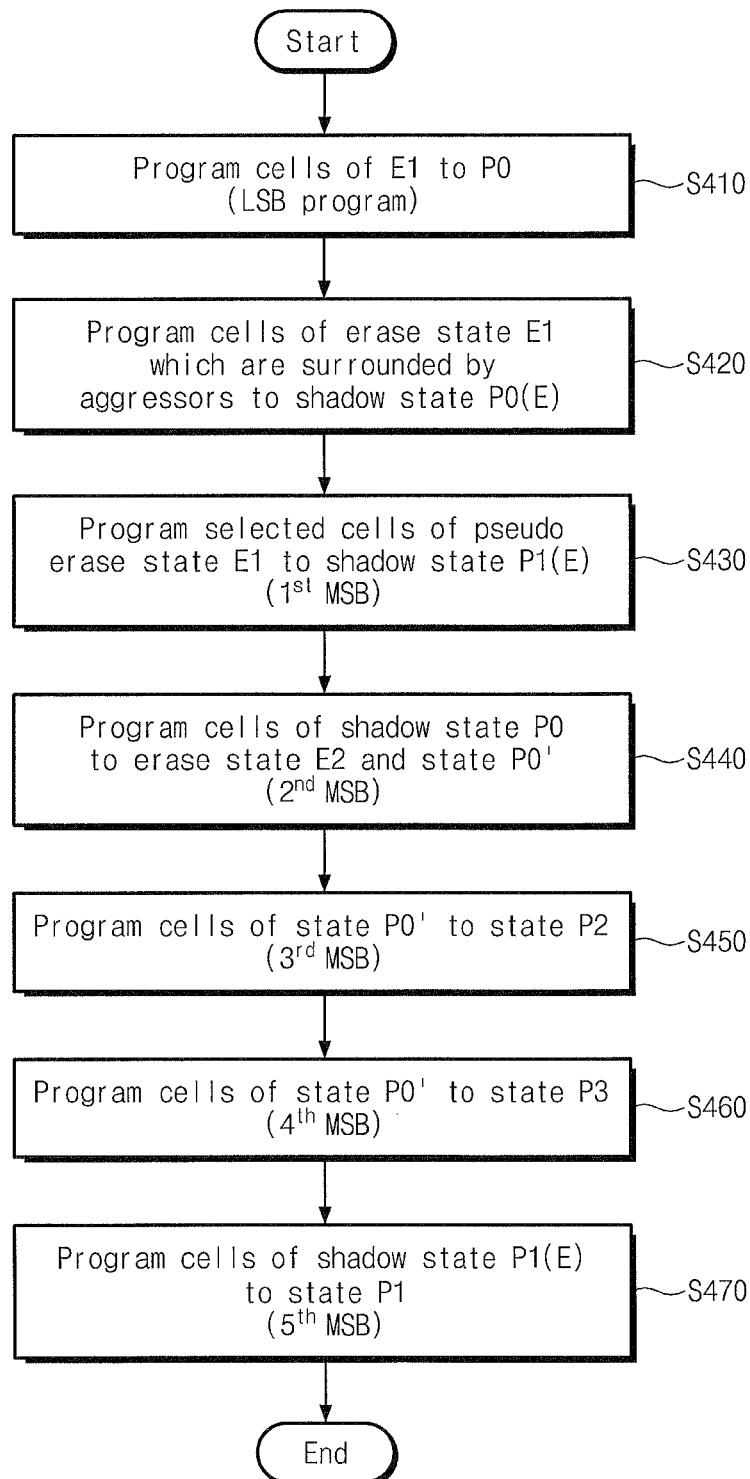 Start
Program cells of E1 to P0
(LSB program)
S410
Program cells of erase state E1
which are surrounded by
aggressors to shadow state P0(E)
S420
Program selected cells of pseudo
erase state E1 to shadow state P1(E)
(1st MSB)
S430
Program cells of shadow state P0
to erase state E2 and state P0'
(2nd MSB)
S440
Program cells of state P0' to state P2
(3rd MSB)
S450
Program cells of state P0' to state P3
(4th MSB)
S460
Program cells of shadow state P1(E)
to state P1
(5th MSB)
S470
End